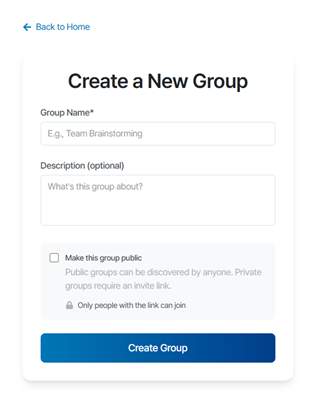 Back to Home
Create a New Group
Group Name*
E.g., Team Brainstorming
Description (optional)
What's this group about?
Make this group public
Public groups can be discovered by anyone. Private
groups require an invite link.
Only people with the link can join
Create Group